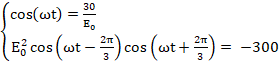 cos(ωt) = 30/E₀
E₀² cos(ωt − 2π/3) cos(ωt + 2π/3) = −300